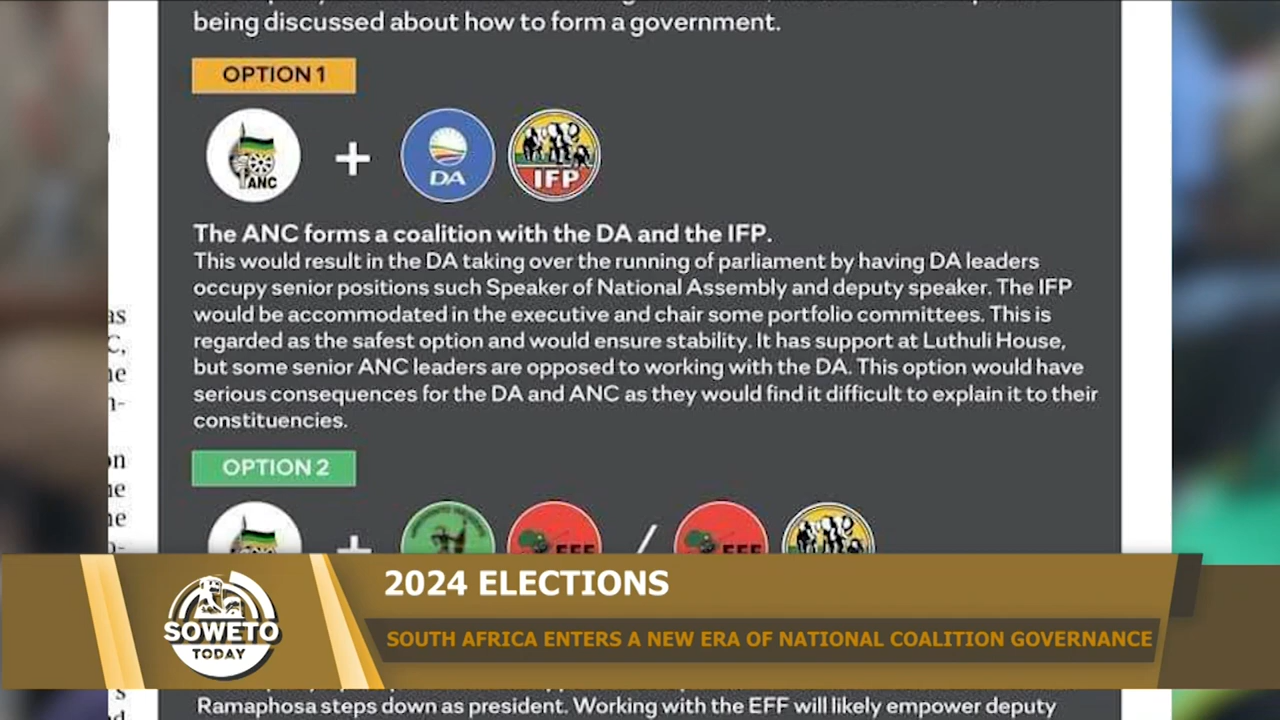 being discussed about how to form a government.
OPTION 1
ANC
+
DA
IFP
The ANC forms a coalition with the DA and the IFP.
This would result in the DA taking over the running of parliament by having DA leaders
occupy senior positions such Speaker of National Assembly and deputy speaker. The IFP
would be accommodated in the executive and chair some portfolio committees. This is
regarded as the safest option and would ensure stability. It has support at Luthuli House,
but some senior ANC leaders are opposed to working with the DA. This option would have
serious consequences for the DA and ANC as they would find it difficult to explain it to their
constituencies.
OPTION 2
+
EFF
/
EFF
2024 ELECTIONS
SOUTH AFRICA ENTERS A NEW ERA OF NATIONAL COALITION GOVERNANCE
SOWETO
TODAY
Ramaphosa steps down as president. Working with the EFF will likely empower deputy